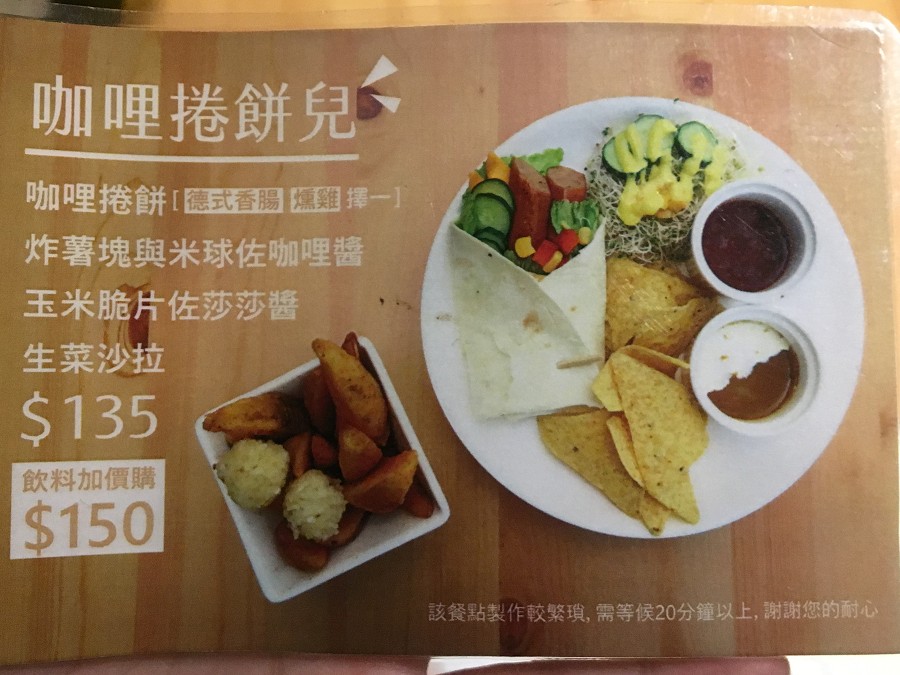 咖哩捲餅兒
咖哩捲餅[德式香腸 燻雞 擇一]
炸薯塊與米球佐咖哩醬
玉米脆片佐莎莎醬
生菜沙拉
$135
飲料加價購
$150
該餐點製作較繁瑣, 需等候20分鐘以上, 謝謝您的耐心